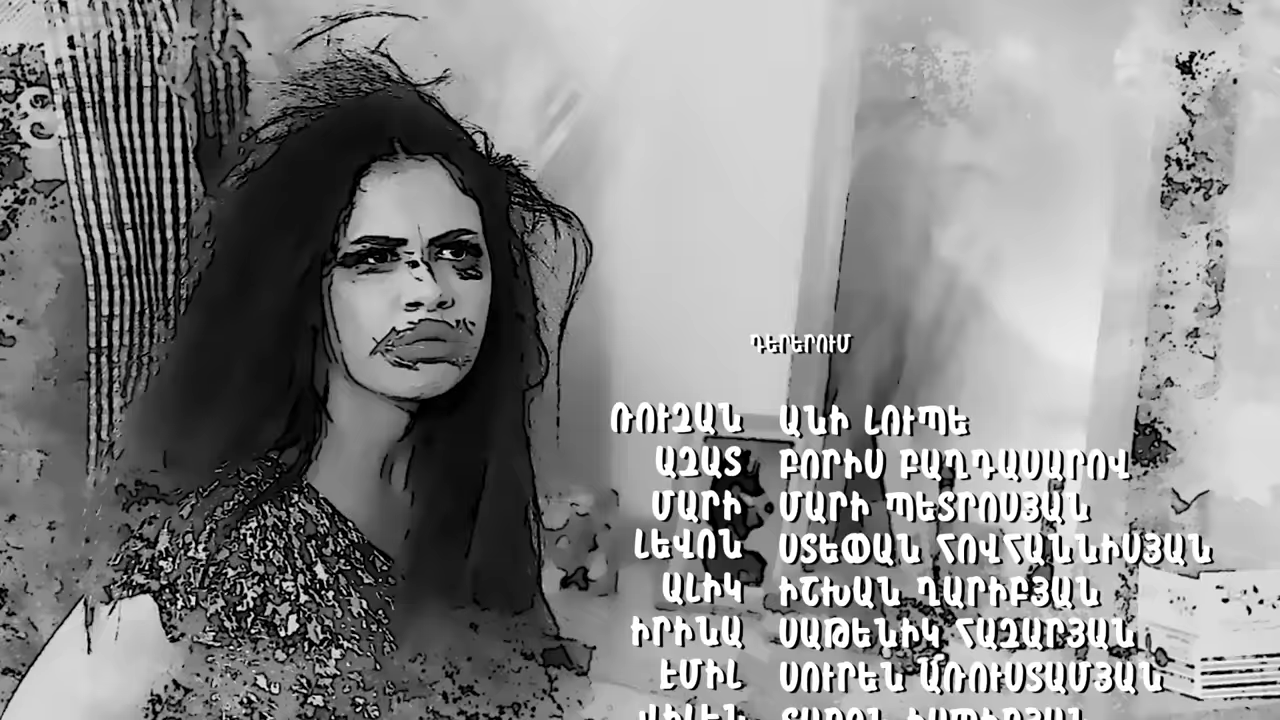 ԴԵՐԵՐՈՒՄ
ՌՈՒԶԱՆ ԱՆԻ ԼՈՒՊԵ
ԱԶԱՏ ԲՈՐԻՍ ԲԱՂԴԱՍԱՐՈՎ
ՄԱՐԻ ՄԱՐԻ ՊԵՏՐՈՍՅԱՆ
ԼԵՎՈՆ ՍՏԵՓԱՆ ՀՈՎՀԱՆՆԻՍՅԱՆ
ԱԼԻԿ ԻՇԽԱՆ ՂԱՐԻԲՅԱՆ
ԻՐԻՆԱ ՍԱԹԵՆԻԿ ՀԱԶԱՐՅԱՆ
ԷՄԻԼ ՍՈՒՐԵՆ ԱՌՈՒՍՏԱՄՅԱՆ